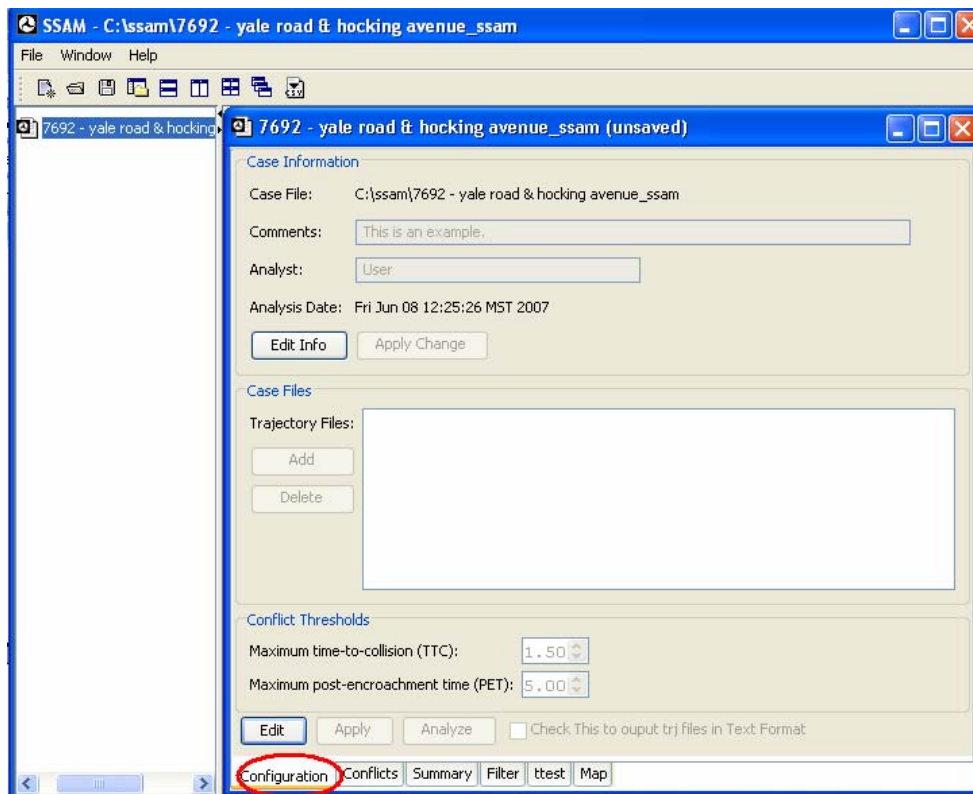 SSAM - C:\ssam\7692 - yale road & hocking avenue_ssam
File Window Help
CSV
7692 - yale road & hocking
7692 - yale road & hocking avenue_ssam (unsaved)
Case Information
Case File: C:\ssam\7692 - yale road & hocking avenue_ssam
Comments: This is an example.
Analyst: User
Analysis Date: Fri Jun 08 12:25:26 MST 2007
Edit Info Apply Change
Case Files
Trajectory Files:
Add
Delete
Conflict Thresholds
Maximum time-to-collision (TTC): 1.50
Maximum post-encroachment time (PET): 5.00
Edit Apply Analyze Check This to ouput trj files in Text Format
Configuration Conflicts Summary Filter ttest Map